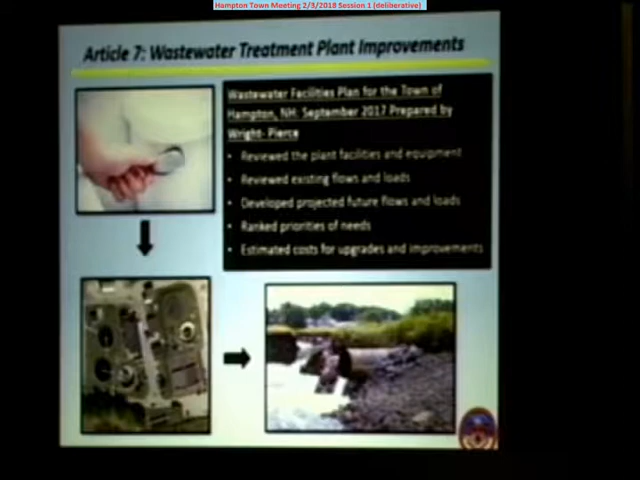 Hampton Town Meeting 2/3/2018 Session 1 (deliberative)
Article 7: Wastewater Treatment Plant Improvements
Wastewater Facilities Plan for the Town of
Hampton, NH: September 2017 Prepared by
Wright- Pierce
• Reviewed the plant facilities and equipment
• Reviewed existing flows and loads
• Developed projected future flows and loads
• Ranked priorities of needs
• Estimated costs for upgrades and improvements